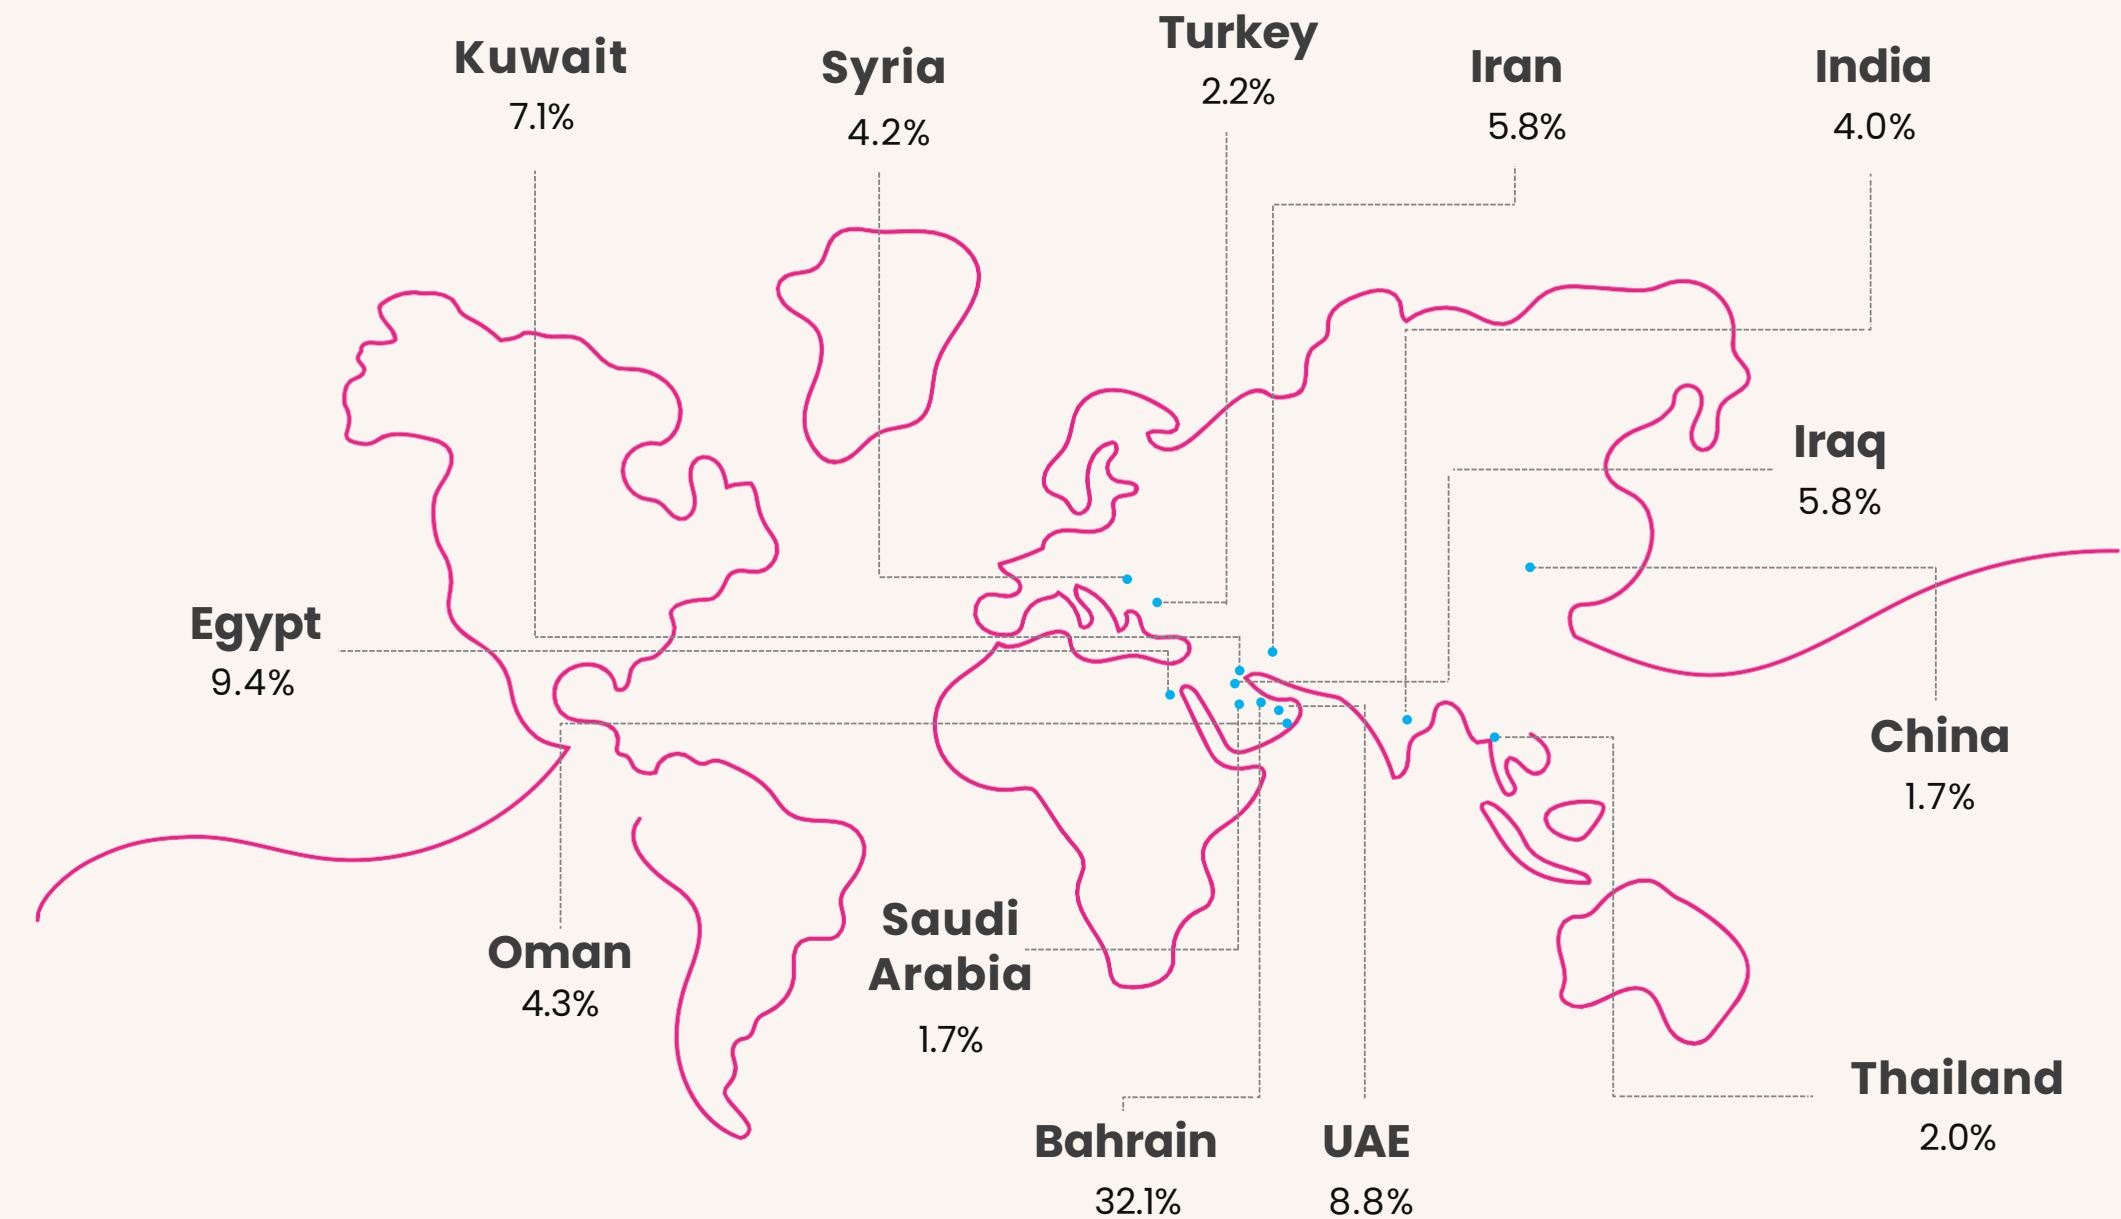 Turkey
2.2%
Kuwait
7.1%
Syria
4.2%
Iran
5.8%
India
4.0%
Iraq
5.8%
Egypt
9.4%
China
1.7%
Oman
4.3%
Saudi
Arabia
1.7%
Thailand
2.0%
Bahrain
32.1%
UAE
8.8%